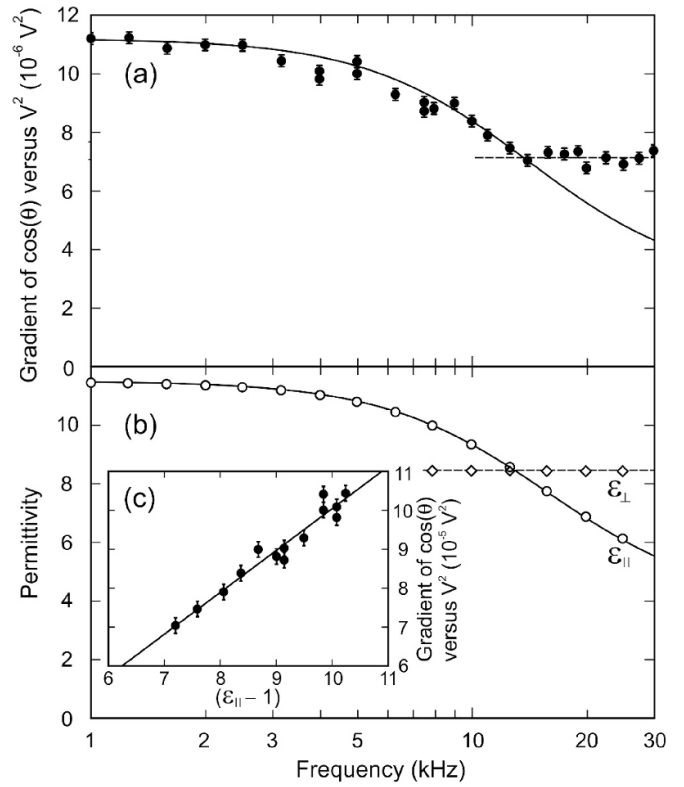 Gradient of cos(θ) versus V² (10⁻⁶ V²)
12
10
8
6
4
2
0
(a)
Permittivity
10
8
6
4
12
0
(b)
ε⊥
ε||
(c)
11
10
9
8
7
6
Gradient of cos(θ)
versus V² (10⁻⁵ V²)
6 7 8 9 10 11
(ε|| – 1)
1 2 3 5 10 20 30
Frequency (kHz)